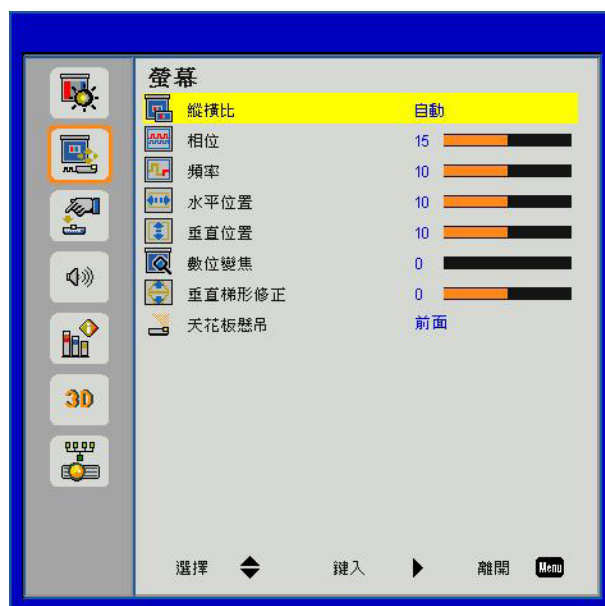 螢幕
縱橫比 自動
相位 15
頻率 10
水平位置 10
垂直位置 10
數位變焦 0
垂直梯形修正 0
天花板懸吊 前面
3D
選擇 鍵入 離開 Menu